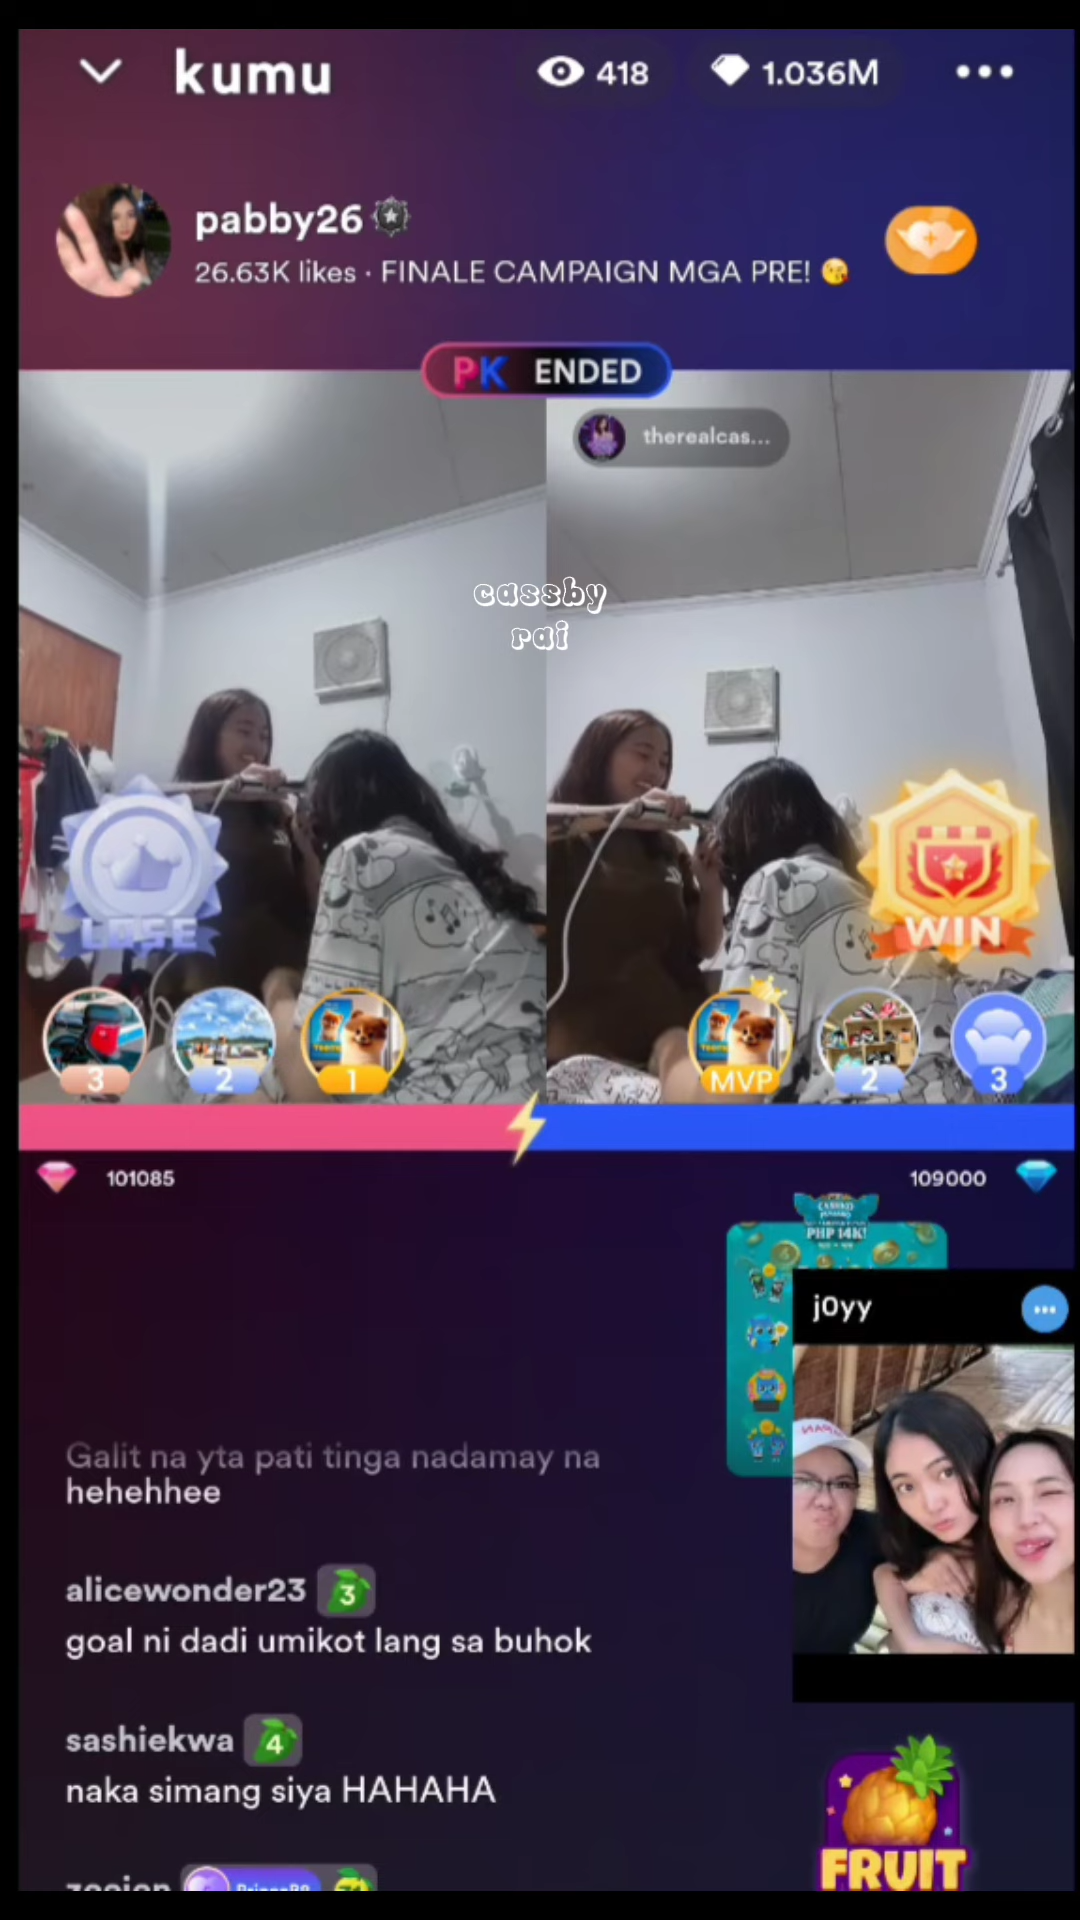 kumu
418
1.036M
pabby26
26.63K likes · FINALE CAMPAIGN MGA PRE! 😘
PK ENDED
therealcas...
cassby
rai
LOSE
WIN
3
2
1
MVP
2
3
101085
109000
PHP 14K!
j0yy
Galit na yta pati tinga nadamay na
hehehhee
alicewonder23 3
goal ni dadi umikot lang sa buhok
sashiekwa 4
naka simang siya HAHAHA
FRUIT